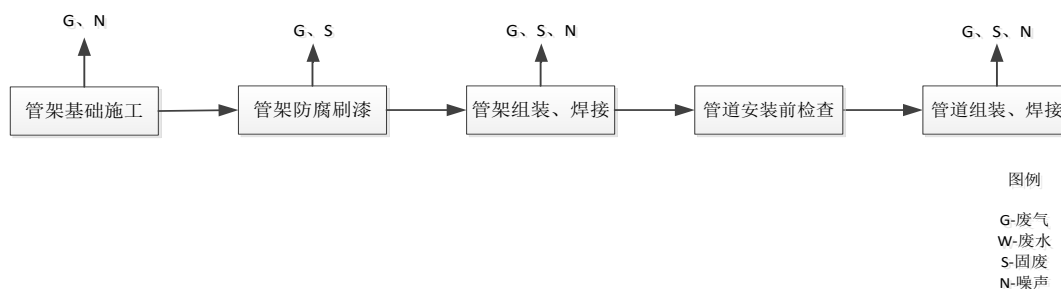 G、N
G、S
G、S、N
G、S、N
管架基础施工
管架防腐刷漆
管架组装、焊接
管道安装前检查
管道组装、焊接
图例
G-废气
W-废水
S-固废
N-噪声